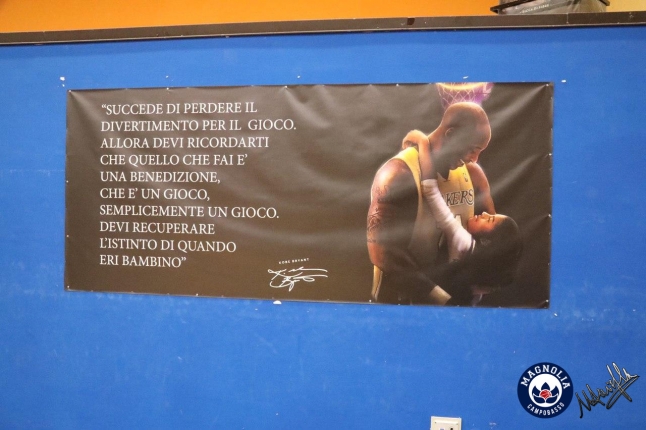 “SUCCEDE DI PERDERE IL
DIVERTIMENTO PER IL GIOCO.
ALLORA DEVI RICORDARTI
CHE QUELLO CHE FAI E’
UNA BENEDIZIONE,
CHE E’ UN GIOCO,
SEMPLICEMENTE UN GIOCO.
DEVI RECUPERARE
L’ISTINTO DI QUANDO
ERI BAMBINO”
KOBE BRYANT
KERS
MAGNOLIA
CAMPOBASSO